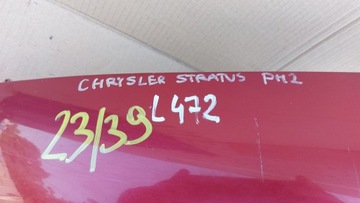 CHRYSLER STRATUS PM2
L472
23/39